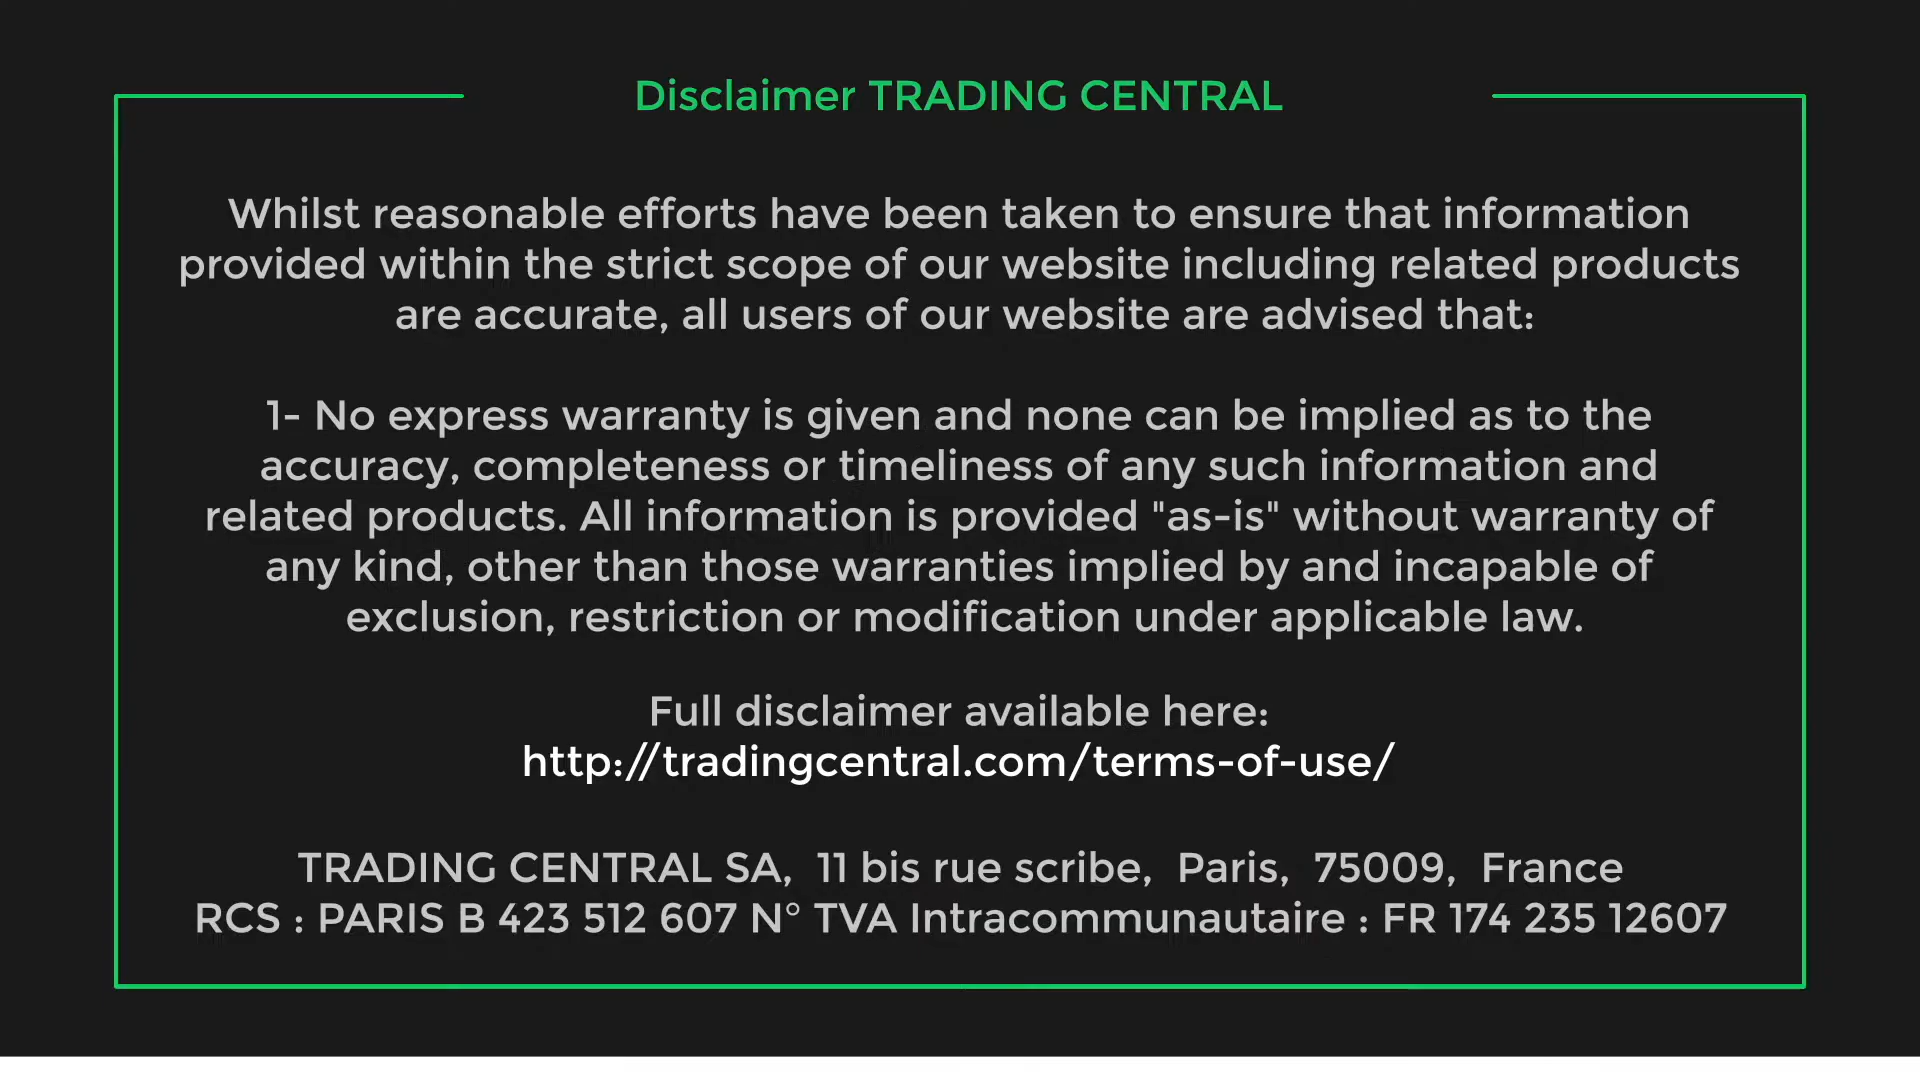 Disclaimer TRADING CENTRAL
Whilst reasonable efforts have been taken to ensure that information
provided within the strict scope of our website including related products
are accurate, all users of our website are advised that:
1- No express warranty is given and none can be implied as to the
accuracy, completeness or timeliness of any such information and
related products. All information is provided "as-is" without warranty of
any kind, other than those warranties implied by and incapable of
exclusion, restriction or modification under applicable law.
Full disclaimer available here:
http://tradingcentral.com/terms-of-use/
TRADING CENTRAL SA, 11 bis rue scribe, Paris, 75009, France
RCS : PARIS B 423 512 607 N° TVA Intracommunautaire : FR 174 235 12607